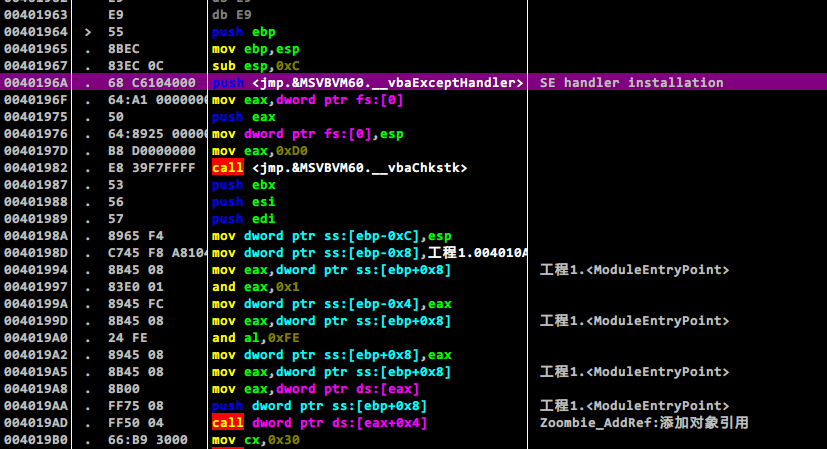 00401963 E9 db E9
00401964 > 55 push ebp
00401965 . 8BEC mov ebp,esp
00401967 . 83EC 0C sub esp,0xC
0040196A . 68 C6104000 push <jmp.&MSVBVM60.__vbaExceptHandler> SE handler installation
0040196F . 64:A1 0000000 mov eax,dword ptr fs:[0]
00401975 . 50 push eax
00401976 . 64:8925 00000 mov dword ptr fs:[0],esp
0040197D . B8 D0000000 mov eax,0xD0
00401982 . E8 39F7FFFF call <jmp.&MSVBVM60.__vbaChkstk>
00401987 . 53 push ebx
00401988 . 56 push esi
00401989 . 57 push edi
0040198A . 8965 F4 mov dword ptr ss:[ebp-0xC],esp
0040198D . C745 F8 A8104 mov dword ptr ss:[ebp-0x8],工程1.004010A
00401994 . 8B45 08 mov eax,dword ptr ss:[ebp+0x8] 工程1.<ModuleEntryPoint>
00401997 . 83E0 01 and eax,0x1
0040199A . 8945 FC mov dword ptr ss:[ebp-0x4],eax
0040199D . 8B45 08 mov eax,dword ptr ss:[ebp+0x8] 工程1.<ModuleEntryPoint>
004019A0 . 24 FE and al,0xFE
004019A2 . 8945 08 mov dword ptr ss:[ebp+0x8],eax
004019A5 . 8B45 08 mov eax,dword ptr ss:[ebp+0x8] 工程1.<ModuleEntryPoint>
004019A8 . 8B00 mov eax,dword ptr ds:[eax]
004019AA . FF75 08 push dword ptr ss:[ebp+0x8] 工程1.<ModuleEntryPoint>
004019AD . FF50 04 call dword ptr ds:[eax+0x4] Zoombie_AddRef:添加对象引用
004019B0 . 66:B9 3000 mov cx,0x30